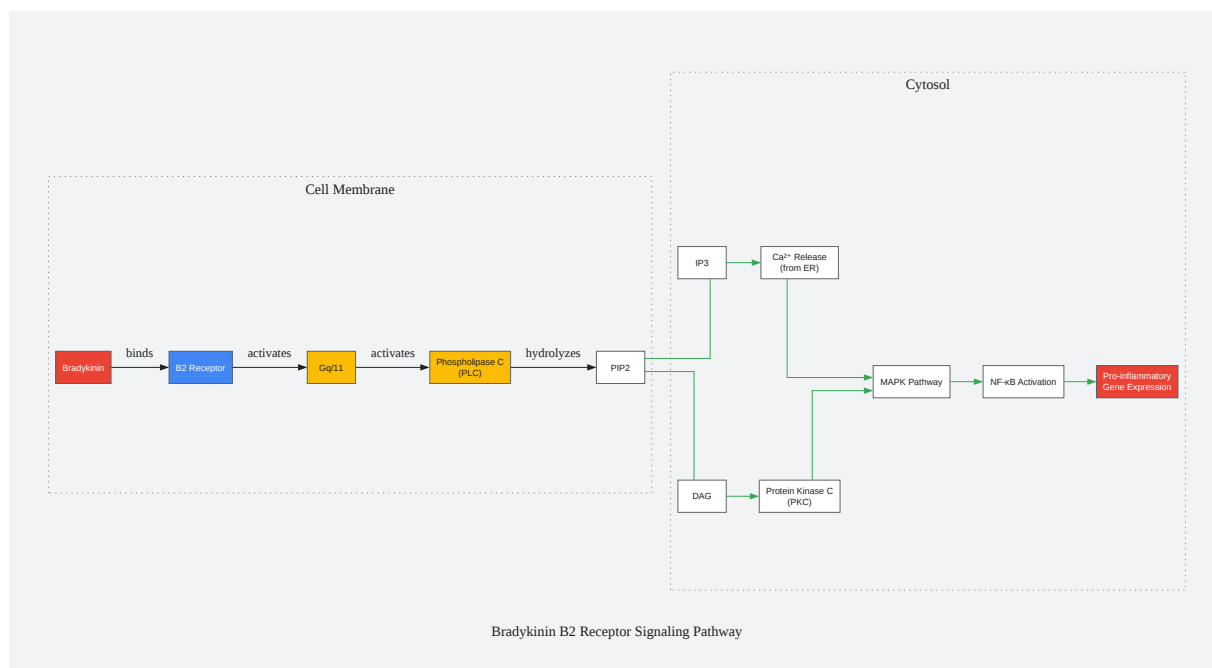 Cytosol
Cell Membrane
IP3
Ca²⁺ Release
(from ER)
binds
activates
activates
hydrolyzes
Bradykinin
B2 Receptor
Gq/11
Phospholipase C
(PLC)
PIP2
MAPK Pathway
NF-κB Activation
Pro-inflammatory
Gene Expression
DAG
Protein Kinase C
(PKC)
Bradykinin B2 Receptor Signaling Pathway